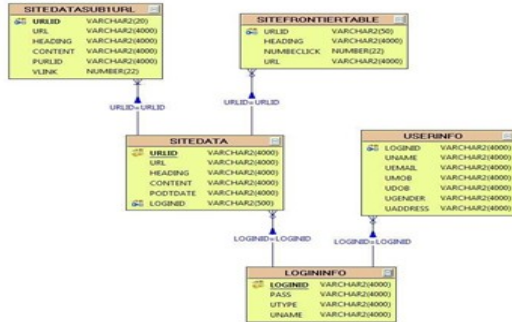 SITEDATASUB1URL
URLID VARCHAR2(20)
URL VARCHAR2(4000)
HEADING VARCHAR2(4000)
CONTENT VARCHAR2(4000)
PURLID VARCHAR2(4000)
VLINK NUMBER(22)
SITEFRONTIERTABLE
URLID VARCHAR2(50)
HEADING VARCHAR2(4000)
NUMBECLICK NUMBER(22)
URL VARCHAR2(4000)
URLID=URLID
URLID=URLID
SITEDATA
URLID VARCHAR2(4000)
URL VARCHAR2(4000)
HEADING VARCHAR2(4000)
CONTENT VARCHAR2(4000)
PODTDATE VARCHAR2(4000)
LOGINID VARCHAR2(500)
USERINFO
LOGINID VARCHAR2(4000)
UNAME VARCHAR2(4000)
UEMAIL VARCHAR2(4000)
UMOB VARCHAR2(4000)
UDOB VARCHAR2(4000)
UGENDER VARCHAR2(4000)
UADDRESS VARCHAR2(4000)
LOGINID=LOGINID
LOGINID=LOGINID
LOGININFO
LOGINID VARCHAR2(4000)
PASS VARCHAR2(4000)
UTYPE VARCHAR2(4000)
UNAME VARCHAR2(4000)